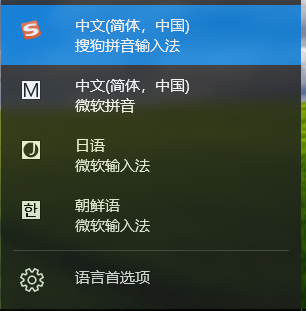 S
中文(简体，中国)
搜狗拼音输入法
M
中文(简体，中国)
微软拼音
J
日语
微软输入法
한
朝鲜语
微软输入法
语言首选项